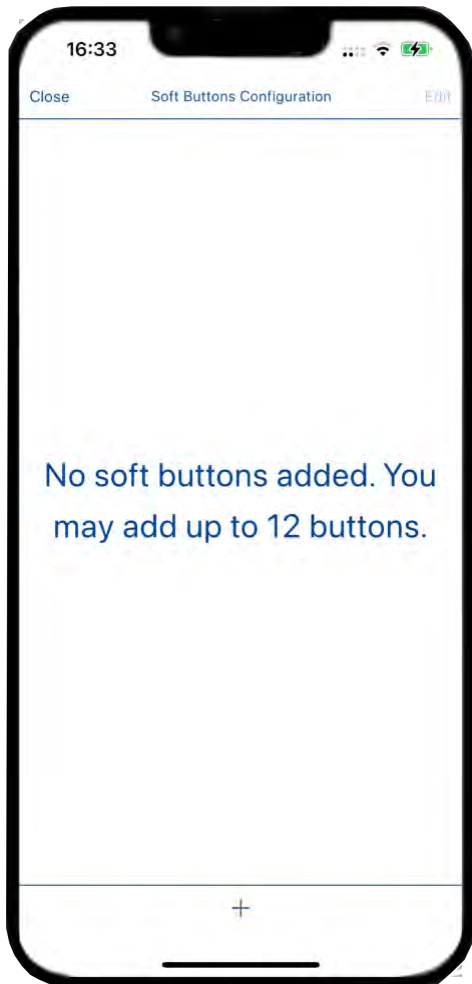 16:33
Close Soft Buttons Configuration Edit
No soft buttons added. You
may add up to 12 buttons.
+